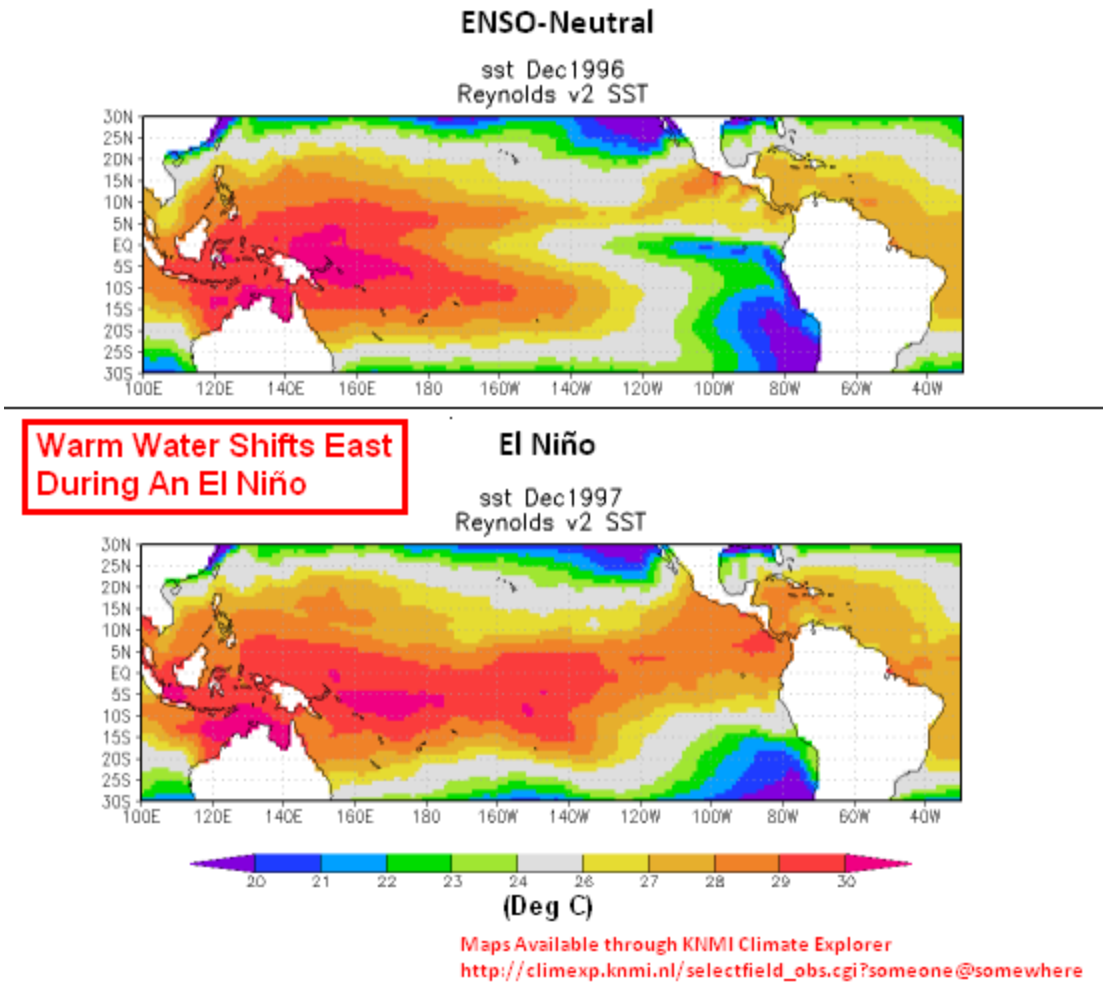 ENSO-Neutral
sst Dec1996
Reynolds v2 SST
30N
25N
20N
15N
10N
5N
EQ
5S
10S
15S
20S
25S
30S
100E 120E 140E 160E 180 160W 140W 120W 100W 80W 60W 40W
Warm Water Shifts East
During An El Niño
El Niño
sst Dec1997
Reynolds v2 SST
30N
25N
20N
15N
10N
5N
EQ
5S
10S
15S
20S
25S
30S
100E 120E 140E 160E 180 160W 140W 120W 100W 80W 60W 40W
20 21 22 23 24 26 27 28 29 30
(Deg C)
Maps Available through KNMI Climate Explorer
http://climexp.knmi.nl/selectfield_obs.cgi?someone@somewhere